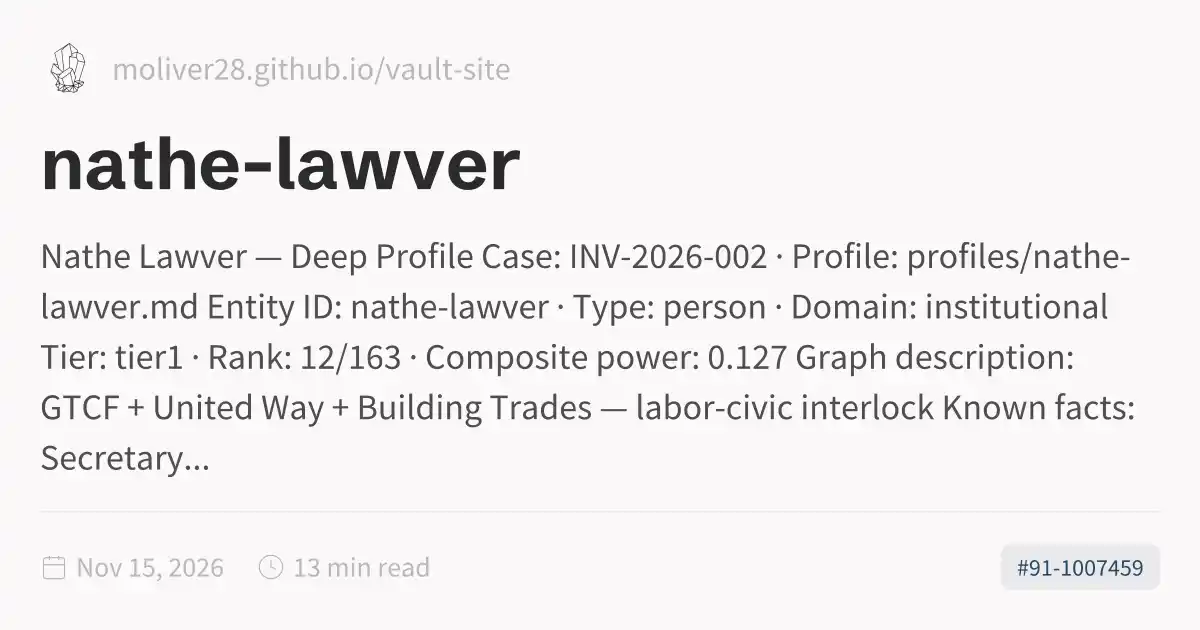 moliver28.github.io/vault-site
nathe-lawver
Nathe Lawver — Deep Profile Case: INV-2026-002 · Profile: profiles/nathe-
lawver.md Entity ID: nathe-lawver · Type: person · Domain: institutional
Tier: tier1 · Rank: 12/163 · Composite power: 0.127 Graph description:
GTCF + United Way + Building Trades — labor-civic interlock Known facts:
Secretary...
Nov 15, 2026
13 min read
#91-1007459